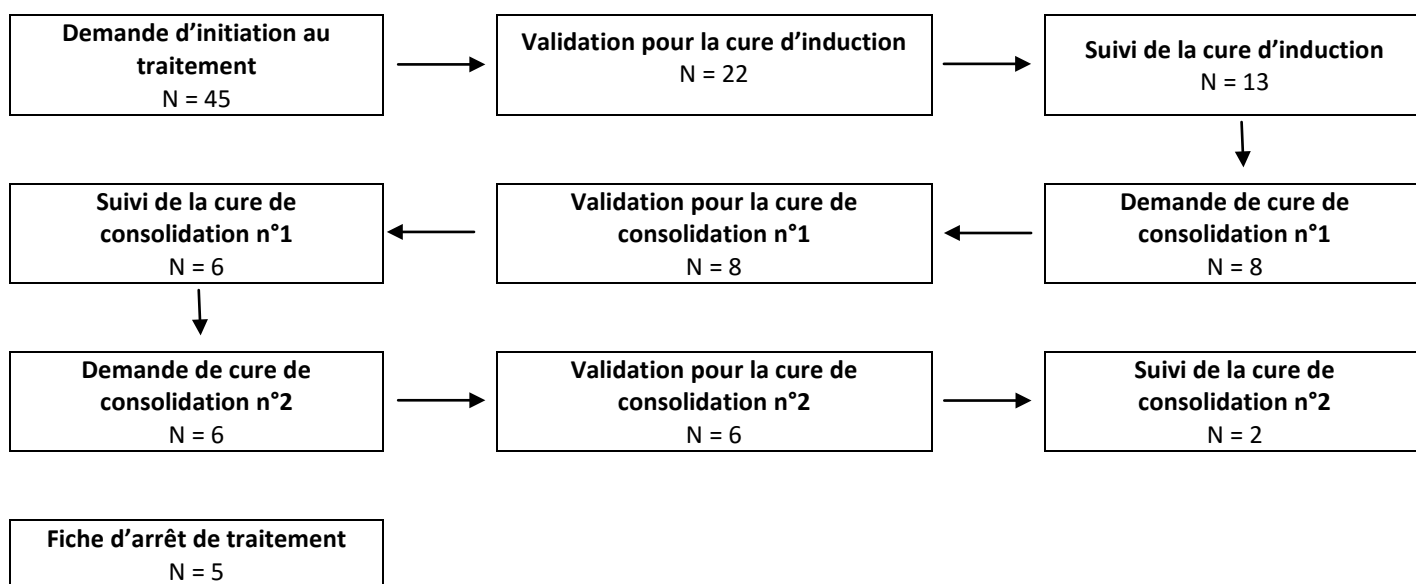 Demande d'initiation au
traitement
N = 45
Validation pour la cure d'induction
N = 22
Suivi de la cure d'induction
N = 13
Suivi de la cure de
consolidation n°1
N = 6
Validation pour la cure de
consolidation n°1
N = 8
Demande de cure de
consolidation n°1
N = 8
Demande de cure de
consolidation n°2
N = 6
Validation pour la cure de
consolidation n°2
N = 6
Suivi de la cure de
consolidation n°2
N = 2
Fiche d'arrêt de traitement
N = 5